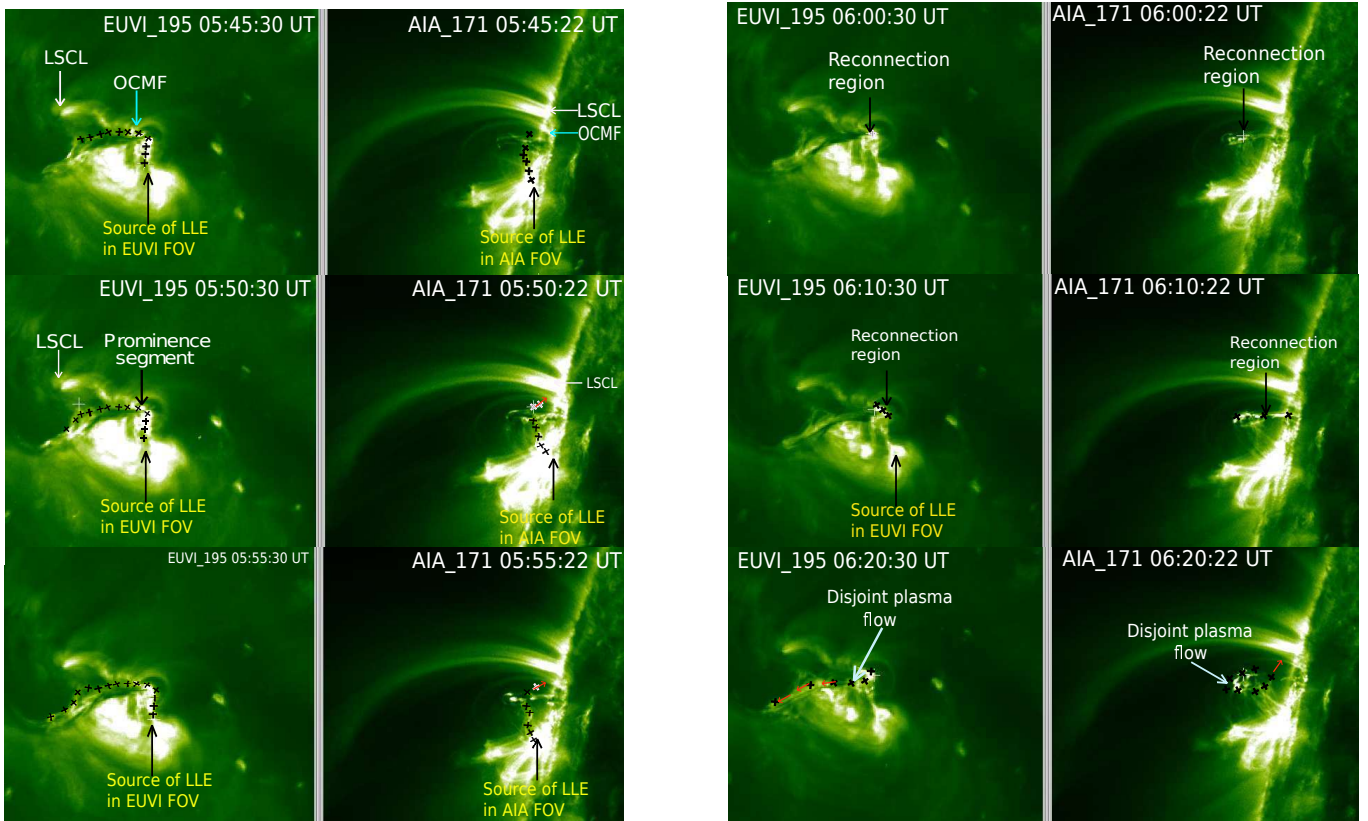 EUVI_195 05:45:30 UT
LSCL
OCMF
Source of LLE
in EUVI FOV
AIA_171 05:45:22 UT
LSCL
OCMF
Source of LLE
in AIA FOV
EUVI_195 05:50:30 UT
LSCL
Prominence
segment
Source of LLE
in EUVI FOV
AIA_171 05:50:22 UT
LSCL
Source of LLE
in AIA FOV
EUVI_195 05:55:30 UT
Source of LLE
in EUVI FOV
AIA_171 05:55:22 UT
Source of LLE
in AIA FOV
EUVI_195 06:00:30 UT
Reconnection
region
AIA_171 06:00:22 UT
Reconnection
region
EUVI_195 06:10:30 UT
Reconnection
region
Source of LLE
in EUVI FOV
AIA_171 06:10:22 UT
Reconnection
region
EUVI_195 06:20:30 UT
Disjoint plasma
flow
AIA_171 06:20:22 UT
Disjoint plasma
flow